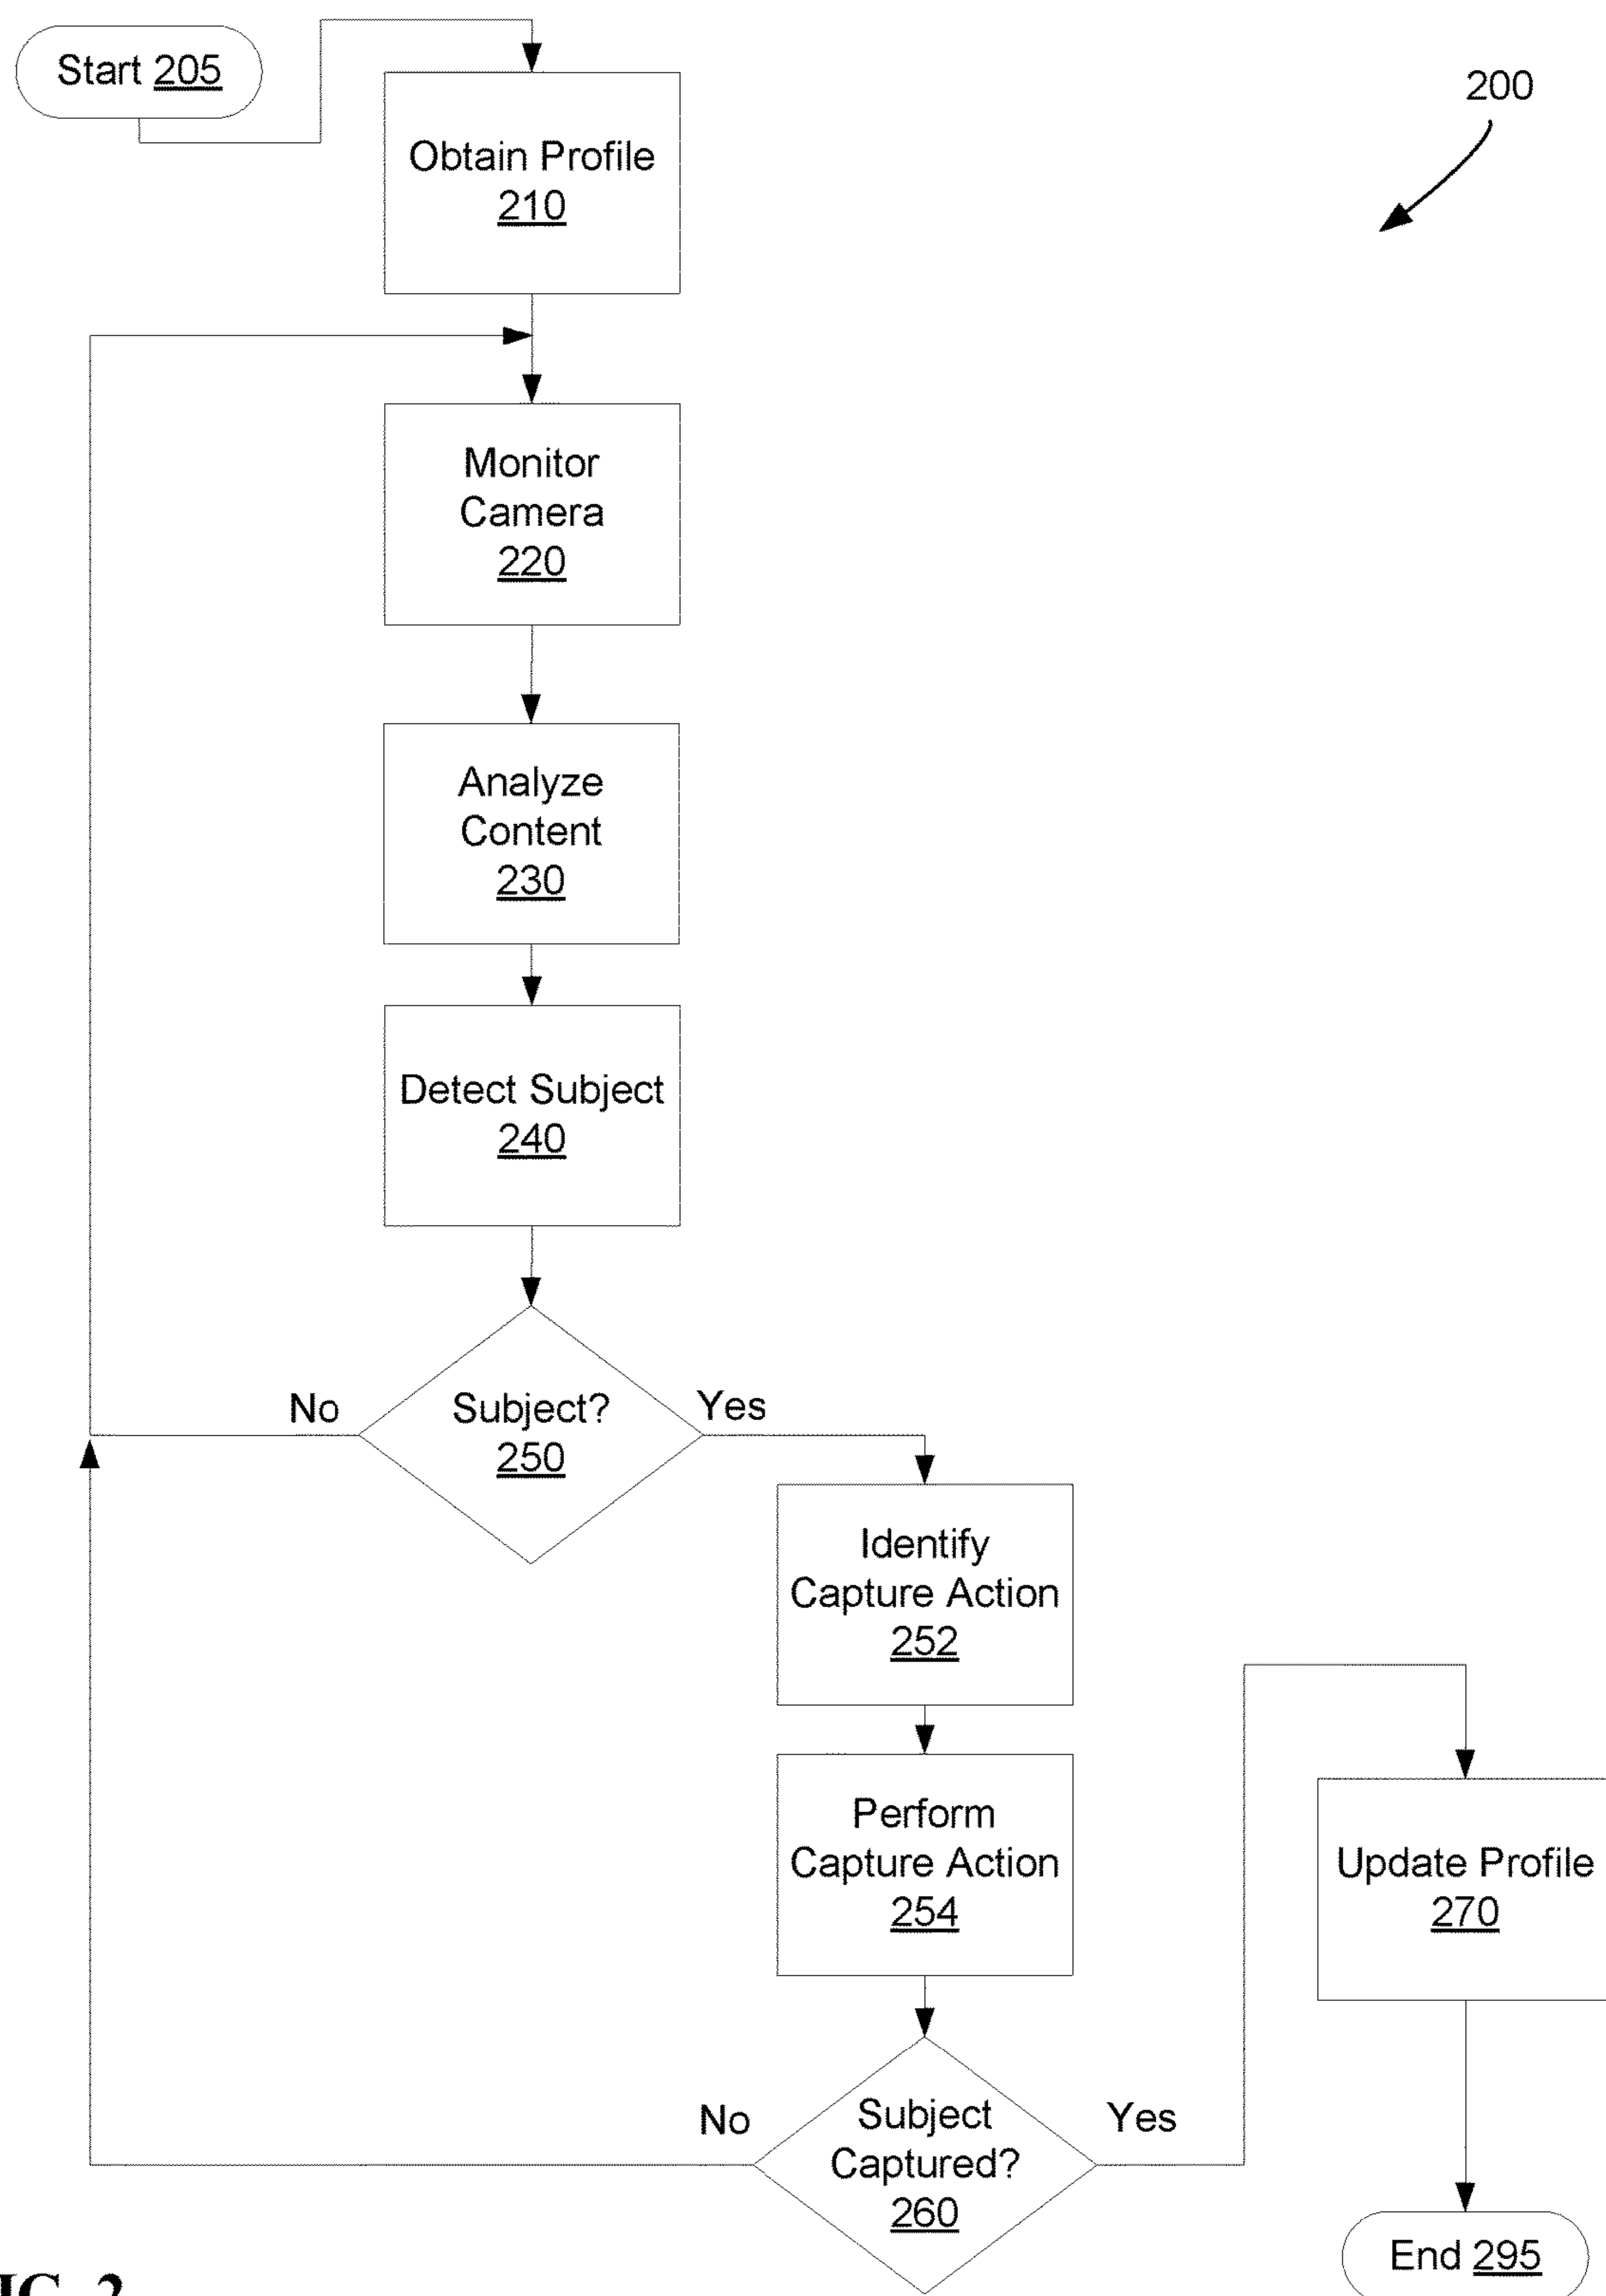 Start 205
200
Obtain Profile
210
Monitor
Camera
220
Analyze
Content
230
Detect Subject
240
No
Subject?
250
Yes
Identify
Capture Action
252
Perform
Capture Action
254
Update Profile
270
No
Subject
Captured?
260
Yes
End 295